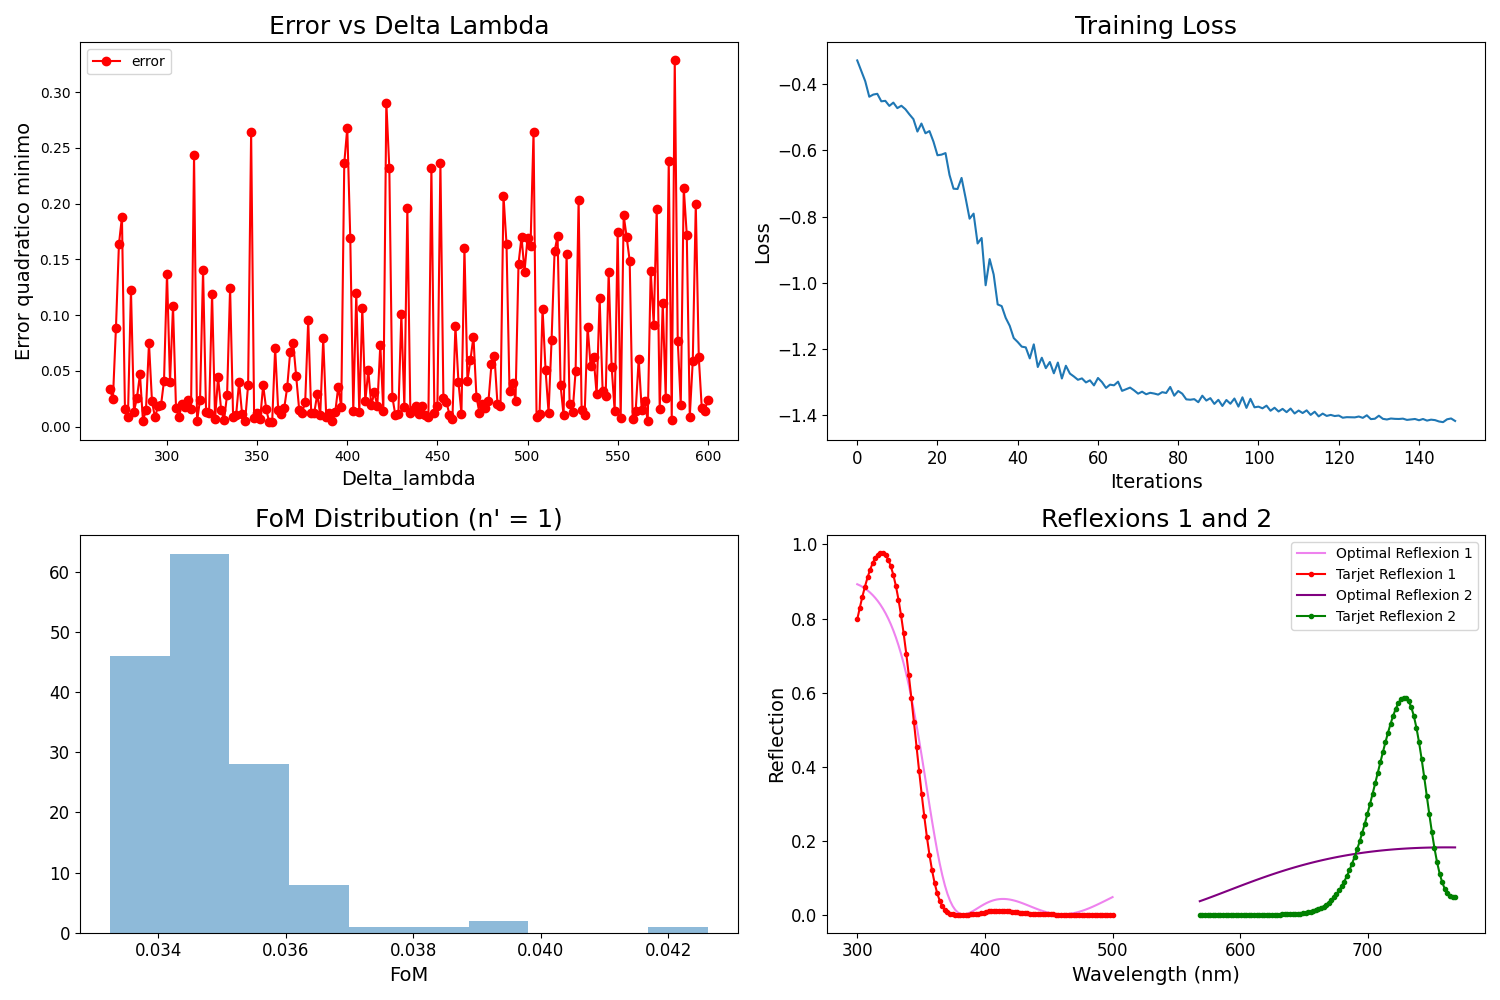 Error vs Delta Lambda
error
Error quadratico minimo
0.30
0.25
0.20
0.15
0.10
0.05
0.00
300 350 400 450 500 550 600
Delta_lambda
Training Loss
Loss
−0.4
−0.6
−0.8
−1.0
−1.2
−1.4
0 20 40 60 80 100 120 140
Iterations
FoM Distribution (n' = 1)
60
50
40
30
20
10
0
0.034 0.036 0.038 0.040 0.042
FoM
Reflexions 1 and 2
Optimal Reflexion 1
Tarjet Reflexion 1
Optimal Reflexion 2
Tarjet Reflexion 2
Reflection
1.0
0.8
0.6
0.4
0.2
0.0
300 400 500 600 700
Wavelength (nm)